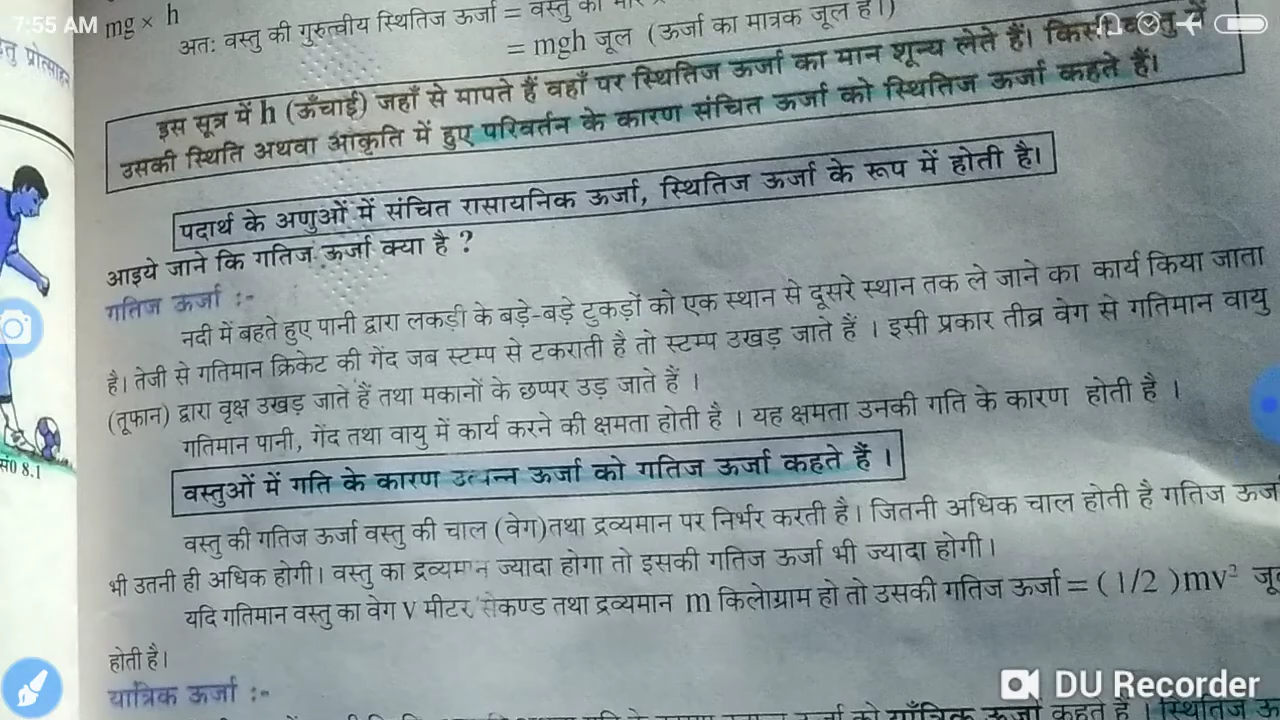 7:55 AM
mg × h
अतः वस्तु की गुरुत्वीय स्थितिज ऊर्जा = वस्तु का
= mgh जूल (ऊर्जा का मात्रक जूल है।)
इस सूत्र में h (ऊँचाई) जहाँ से मापते हैं वहाँ पर स्थितिज ऊर्जा का मान शून्य लेते हैं। किसी वस्तु में
उसकी स्थिति अथवा आकृति में हुए परिवर्तन के कारण संचित ऊर्जा को स्थितिज ऊर्जा कहते हैं।
पदार्थ के अणुओं में संचित रासायनिक ऊर्जा, स्थितिज ऊर्जा के रूप में होती है।
आइये जाने कि गतिज ऊर्जा क्या है ?
गतिज ऊर्जा :-
नदी में बहते हुए पानी द्वारा लकड़ी के बड़े-बड़े टुकड़ों को एक स्थान से दूसरे स्थान तक ले जाने का कार्य किया जाता
है। तेजी से गतिमान क्रिकेट की गेंद जब स्टम्प से टकराती है तो स्टम्प उखड़ जाते हैं । इसी प्रकार तीव्र वेग से गतिमान वायु
(तूफान) द्वारा वृक्ष उखड़ जाते हैं तथा मकानों के छप्पर उड़ जाते हैं ।
गतिमान पानी, गेंद तथा वायु में कार्य करने की क्षमता होती है । यह क्षमता उनकी गति के कारण होती है ।
वस्तुओं में गति के कारण उत्पन्न ऊर्जा को गतिज ऊर्जा कहते हैं ।
वस्तु की गतिज ऊर्जा वस्तु की चाल (वेग)तथा द्रव्यमान पर निर्भर करती है। जितनी अधिक चाल होती है गतिज ऊर्जा
भी उतनी ही अधिक होगी। वस्तु का द्रव्यमान ज्यादा होगा तो इसकी गतिज ऊर्जा भी ज्यादा होगी।
यदि गतिमान वस्तु का वेग v मीटर/सेकण्ड तथा द्रव्यमान m किलोग्राम हो तो उसकी गतिज ऊर्जा = ( 1/2 )mv² जूल
होती है।
यांत्रिक ऊर्जा :-
ऊर्जा को याँत्रिक ऊर्जा कहते हैं । स्थितिज
सं0 8.1
DU Recorder